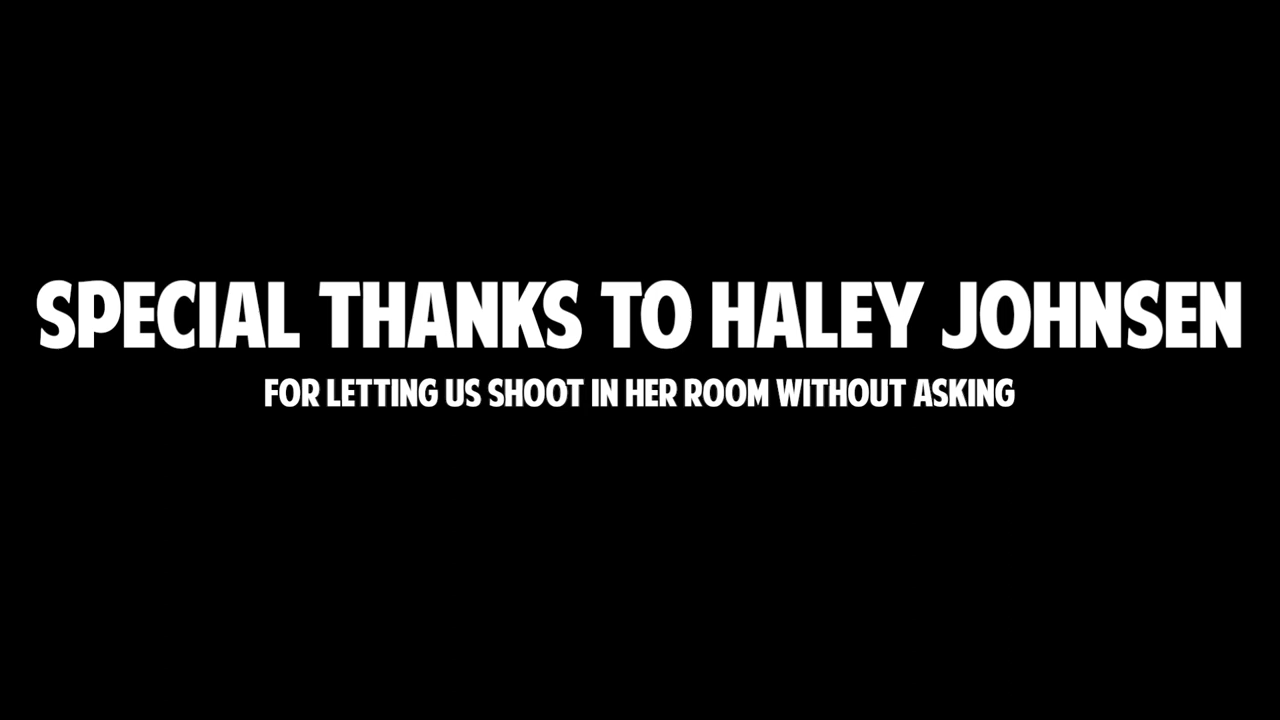 SPECIAL THANKS TO HALEY JOHNSEN
FOR LETTING US SHOOT IN HER ROOM WITHOUT ASKING